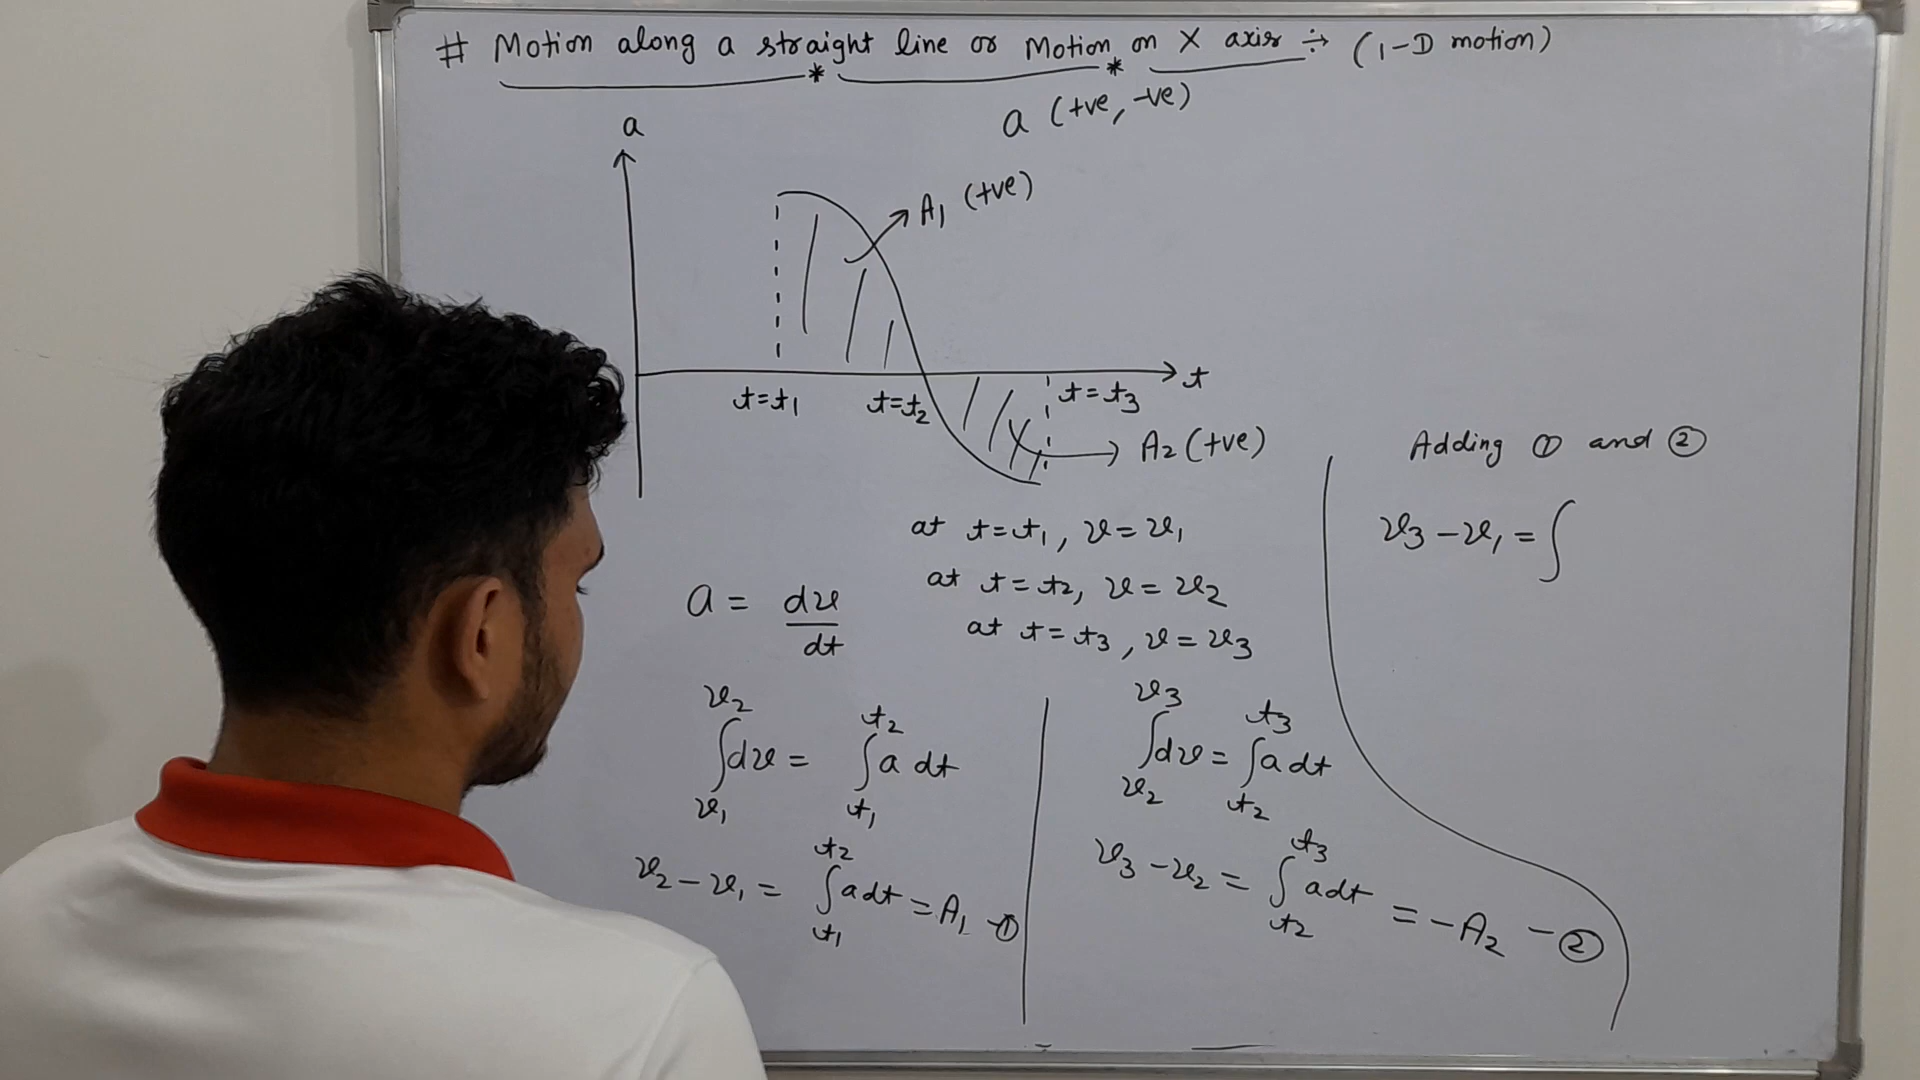 # Motion along a straight line or Motion on X axis ÷ (1-D motion)
a (+ve, -ve)
a
A₁ (+ve)
t
t=t₁
t=t₂
t=t₃
A₂ (+ve)
at t=t₁, v=v₁
at t=t₂, v=v₂
at t=t₃, v=v₃
a = dv/dt
∫_{v₁}^{v₂} dv = ∫_{t₁}^{t₂} a dt
v₂-v₁ = ∫_{t₁}^{t₂} a dt = A₁ -①
∫_{v₂}^{v₃} dv = ∫_{t₂}^{t₃} a dt
v₃-v₂ = ∫_{t₂}^{t₃} a dt = -A₂ -②
Adding ① and ②
v₃-v₁ = ∫